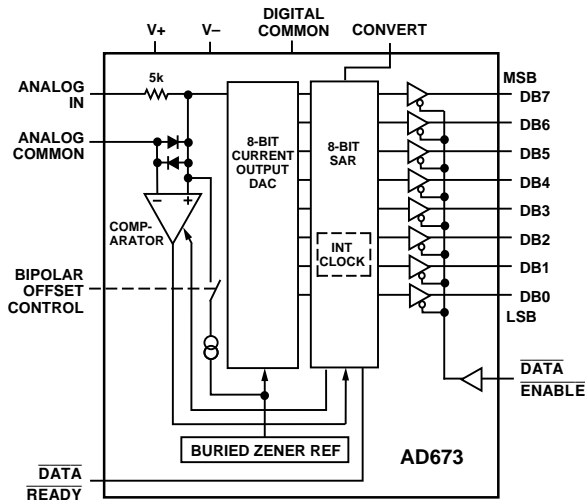 V+
V–
DIGITAL
COMMON
CONVERT
ANALOG
IN
5k
MSB
DB7
ANALOG
COMMON
8-BIT
CURRENT
OUTPUT
DAC
8-BIT
SAR
DB6
DB5
DB4
–
+
COMP-
ARATOR
DB3
INT
CLOCK
DB2
DB1
BIPOLAR
OFFSET
CONTROL
DB0
LSB
DATA
ENABLE
BURIED ZENER REF
AD673
DATA
READY